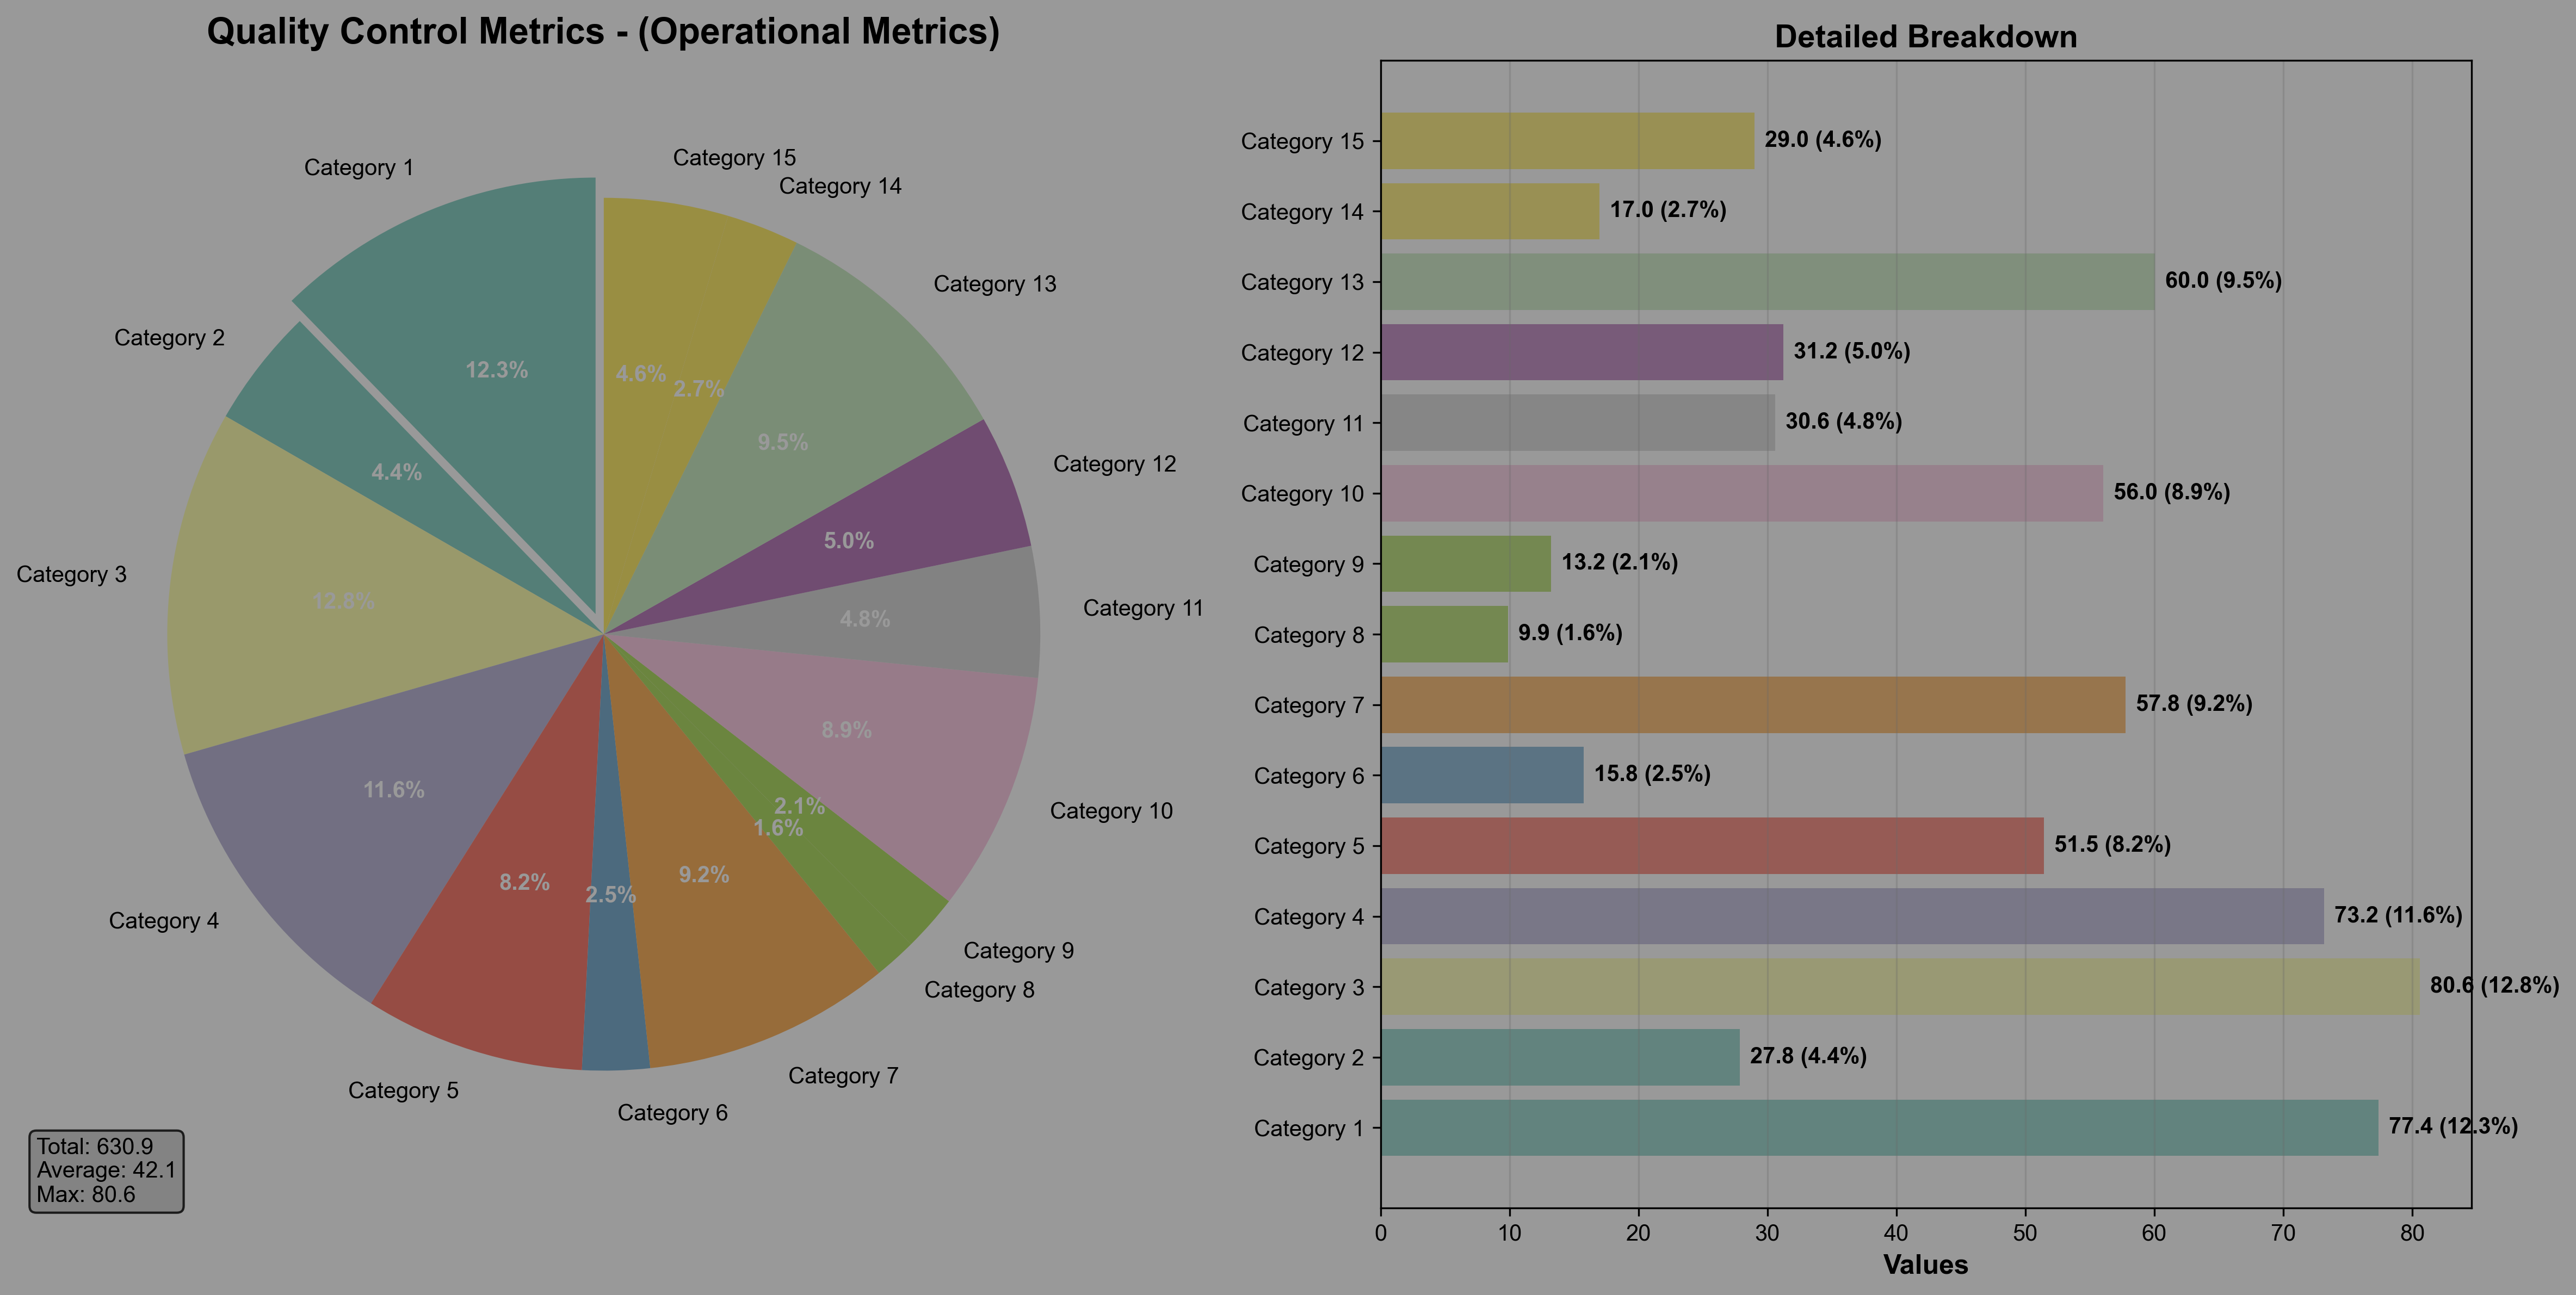 Quality Control Metrics - (Operational Metrics)
Category 1
Category 2
Category 3
Category 4
Category 5
Category 6
Category 7
Category 8
Category 9
Category 10
Category 11
Category 12
Category 13
Category 14
Category 15
12.3%
4.4%
12.8%
11.6%
8.2%
2.5%
9.2%
1.6%
2.1%
8.9%
4.8%
5.0%
9.5%
2.7%
4.6%
Total: 630.9
Average: 42.1
Max: 80.6
Detailed Breakdown
Category 15 29.0 (4.6%)
Category 14 17.0 (2.7%)
Category 13 60.0 (9.5%)
Category 12 31.2 (5.0%)
Category 11 30.6 (4.8%)
Category 10 56.0 (8.9%)
Category 9 13.2 (2.1%)
Category 8 9.9 (1.6%)
Category 7 57.8 (9.2%)
Category 6 15.8 (2.5%)
Category 5 51.5 (8.2%)
Category 4 73.2 (11.6%)
Category 3 80.6 (12.8%)
Category 2 27.8 (4.4%)
Category 1 77.4 (12.3%)
0 10 20 30 40 50 60 70 80
Values